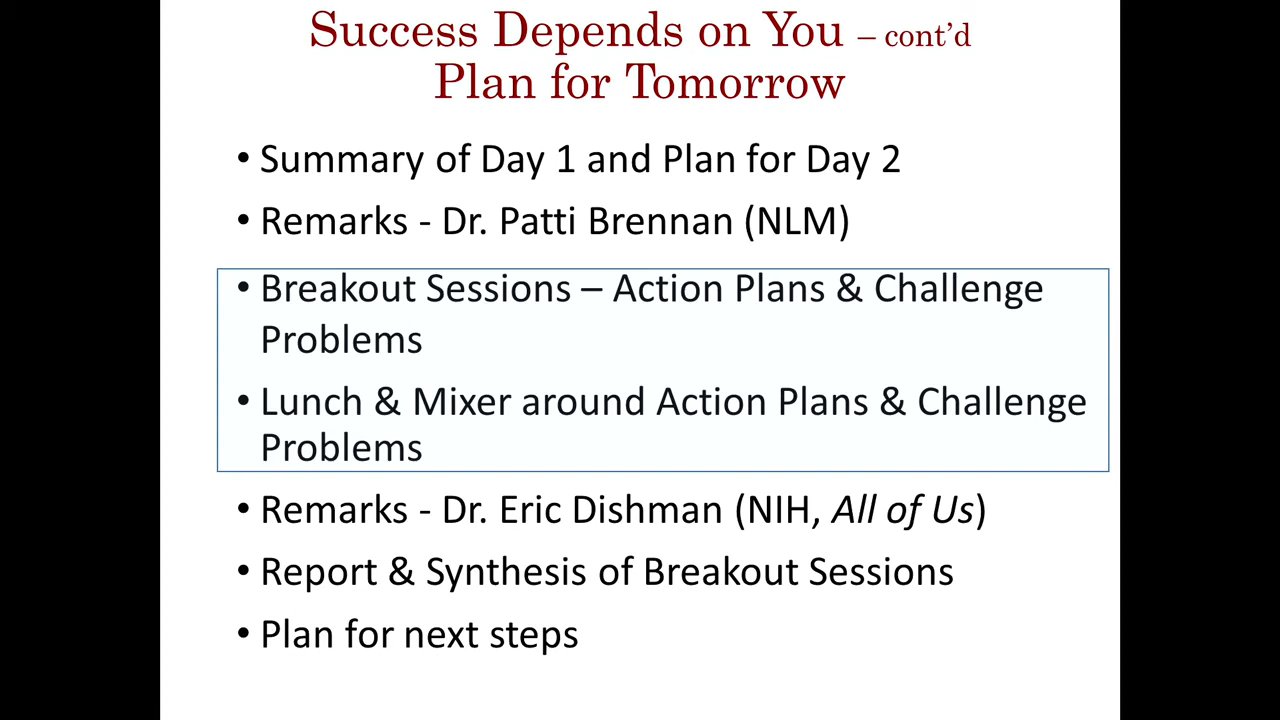 Success Depends on You – cont’d
Plan for Tomorrow
• Summary of Day 1 and Plan for Day 2
• Remarks - Dr. Patti Brennan (NLM)
• Breakout Sessions – Action Plans & Challenge
Problems
• Lunch & Mixer around Action Plans & Challenge
Problems
• Remarks - Dr. Eric Dishman (NIH, All of Us)
• Report & Synthesis of Breakout Sessions
• Plan for next steps